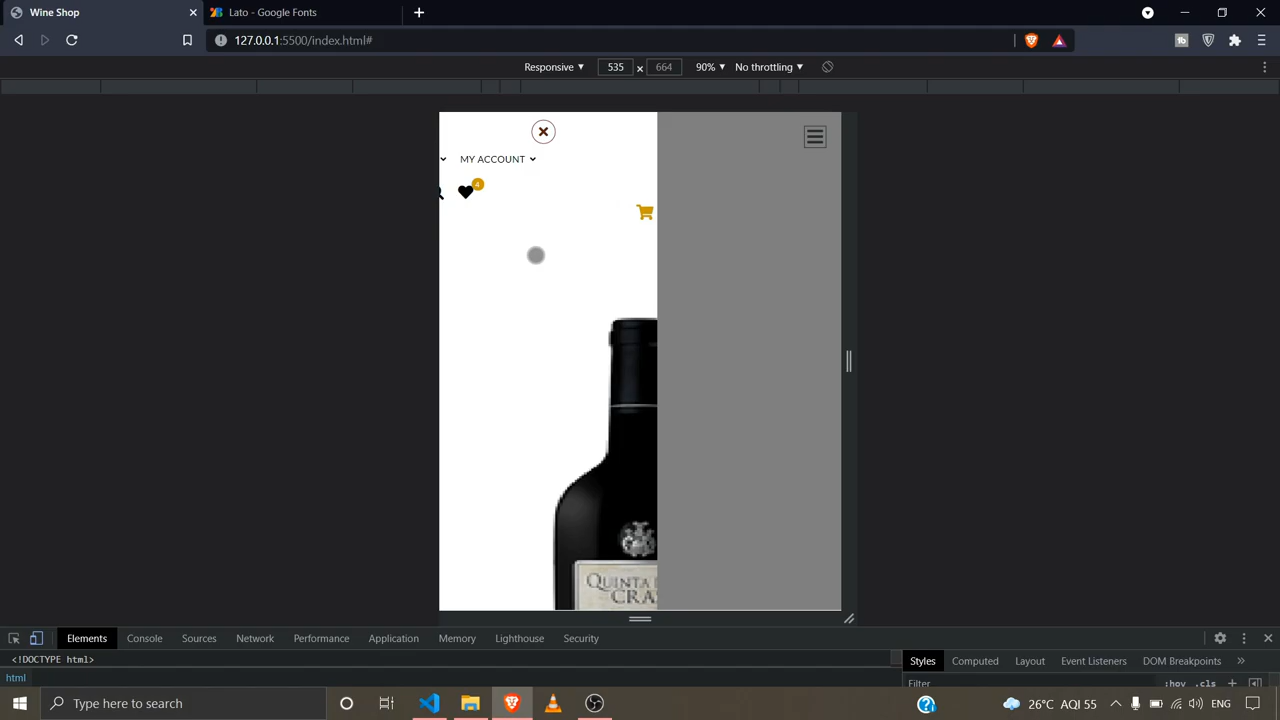 Wine Shop
Lato - Google Fonts
127.0.0.1:5500/index.html#
Responsive 535 × 664 90% No throttling
MY ACCOUNT
4
QUINTA
CRA
Elements Console Sources Network Performance Application Memory Lighthouse Security
<!DOCTYPE html>
Styles Computed Layout Event Listeners DOM Breakpoints »
html
Filter :hov .cls +
Type here to search
26°C AQI 55 ENG